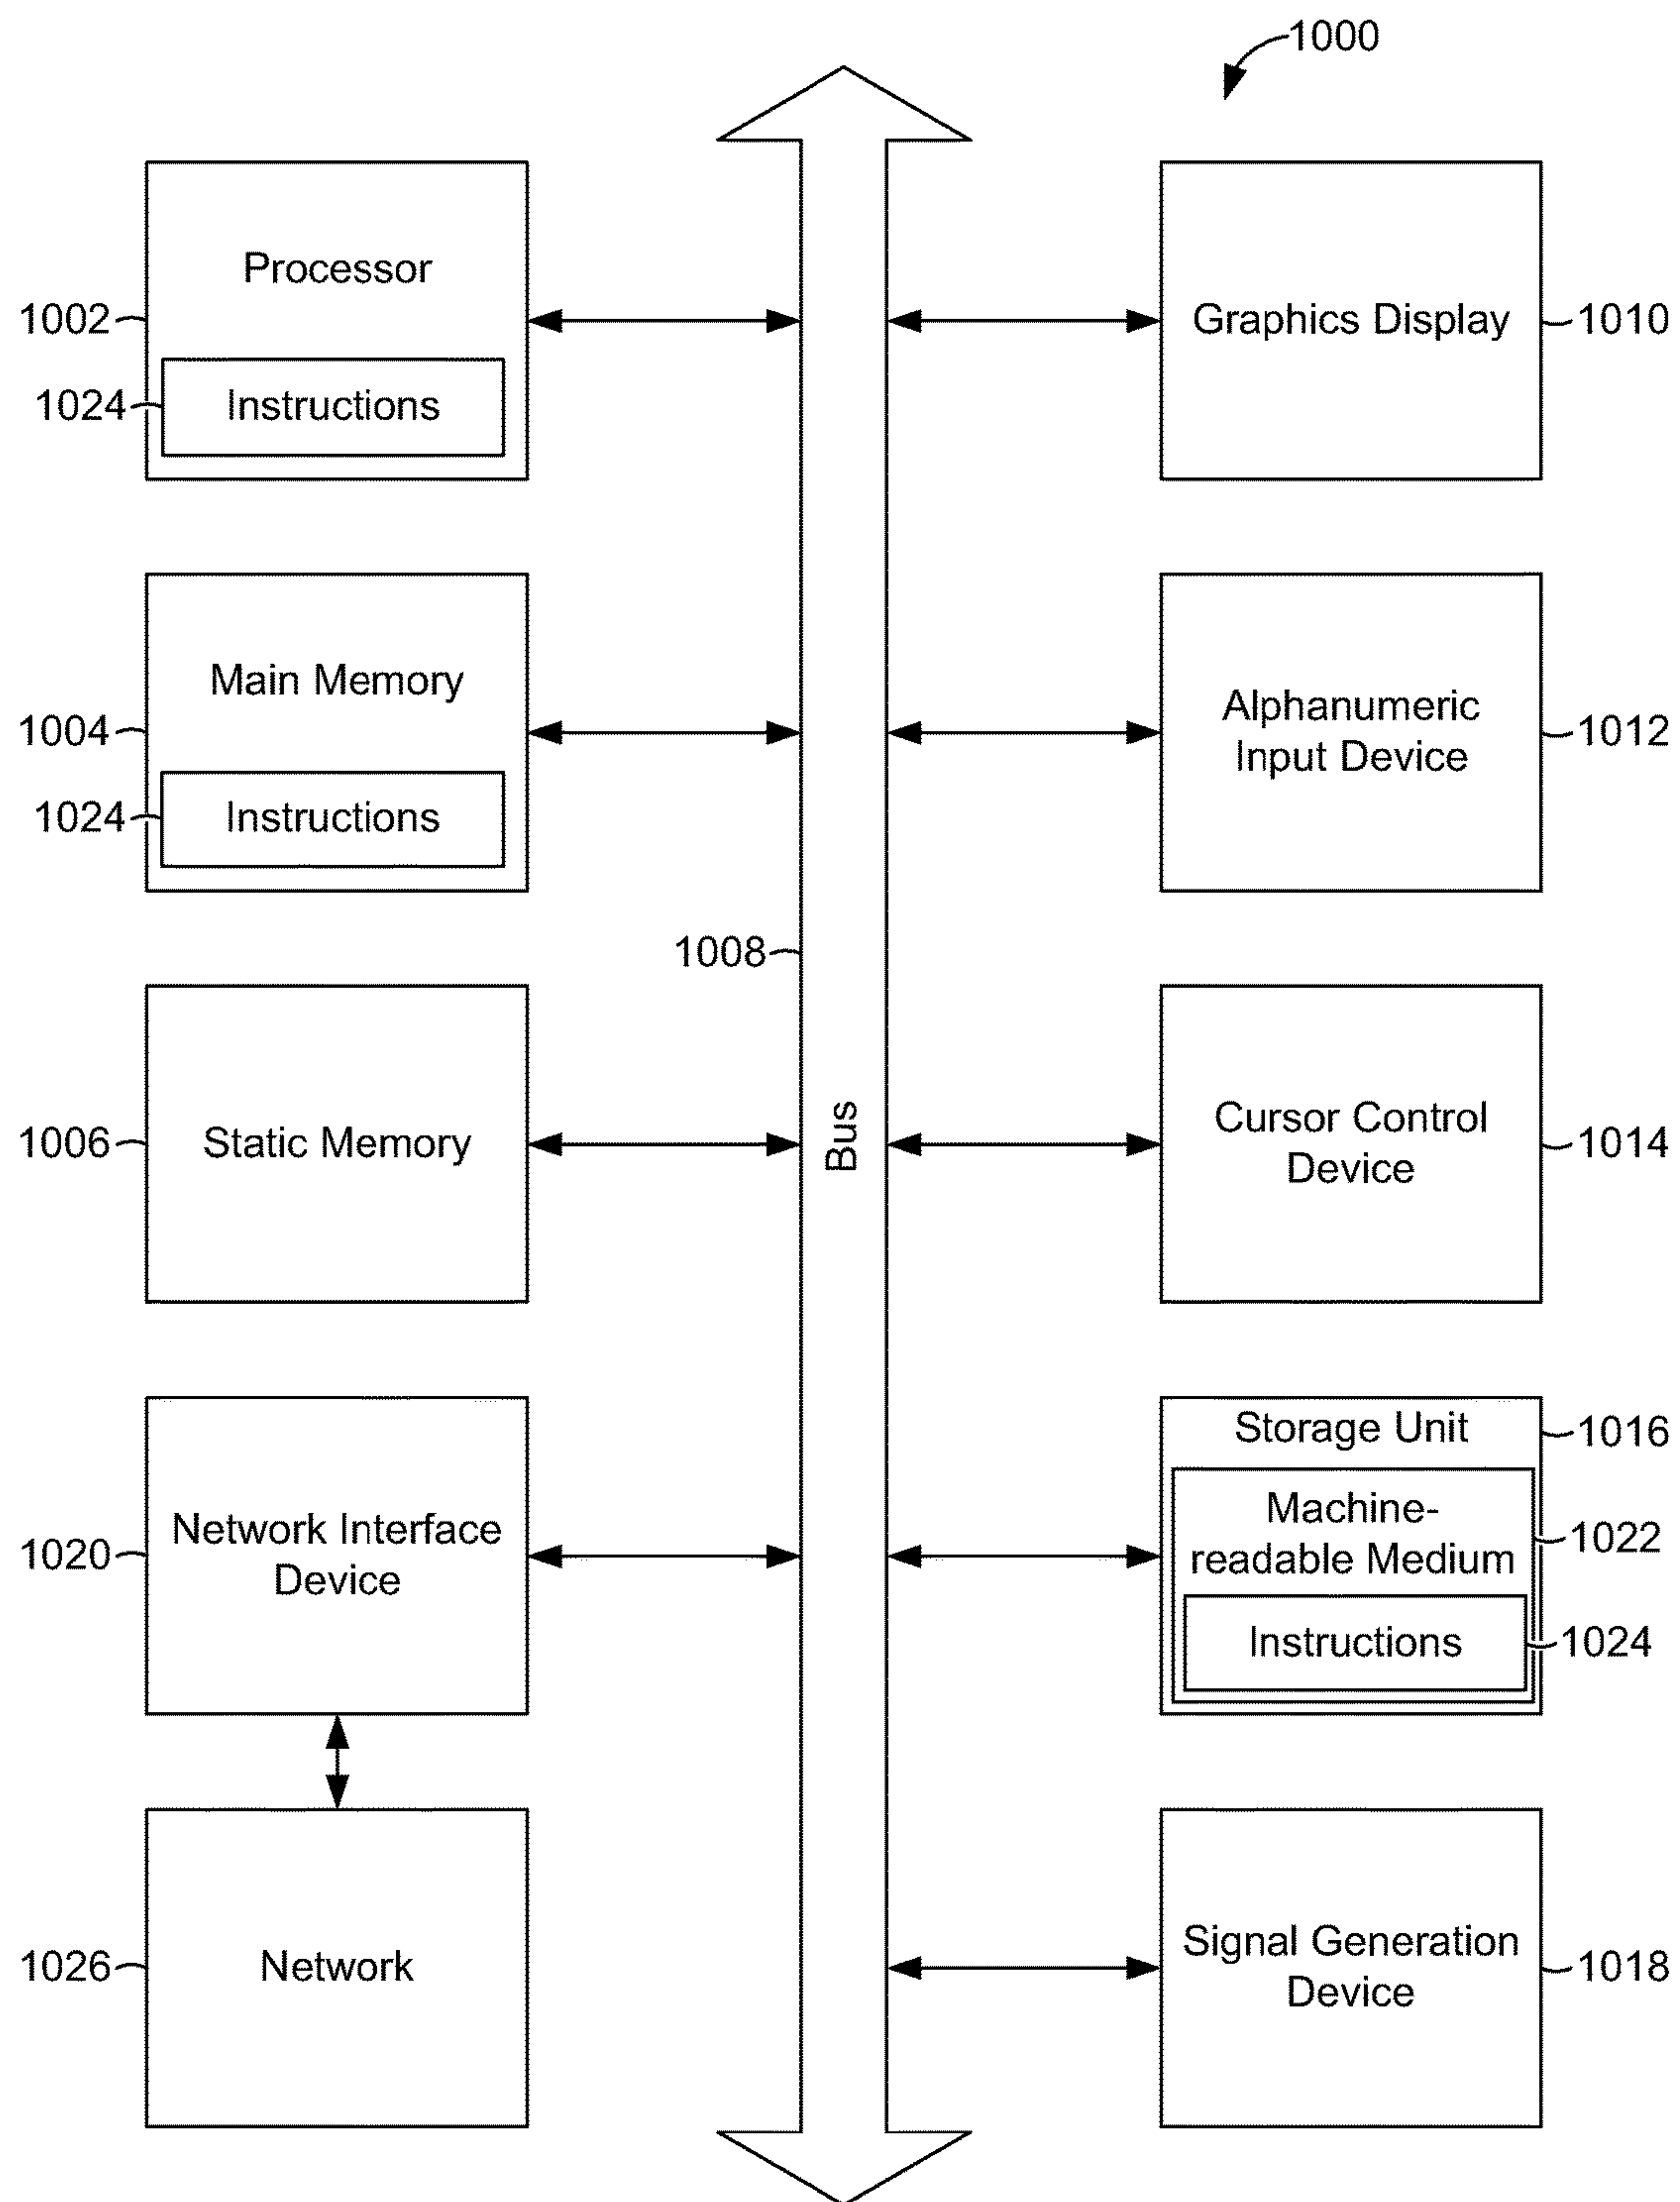 1000
Processor
1002
1024
Instructions
Graphics Display
1010
Main Memory
1004
1024
Instructions
Alphanumeric
Input Device
1012
1008
Bus
Static Memory
1006
Cursor Control
Device
1014
Network Interface
Device
1020
Storage Unit
1016
Machine-
readable Medium
1022
Instructions
1024
Network
1026
Signal Generation
Device
1018